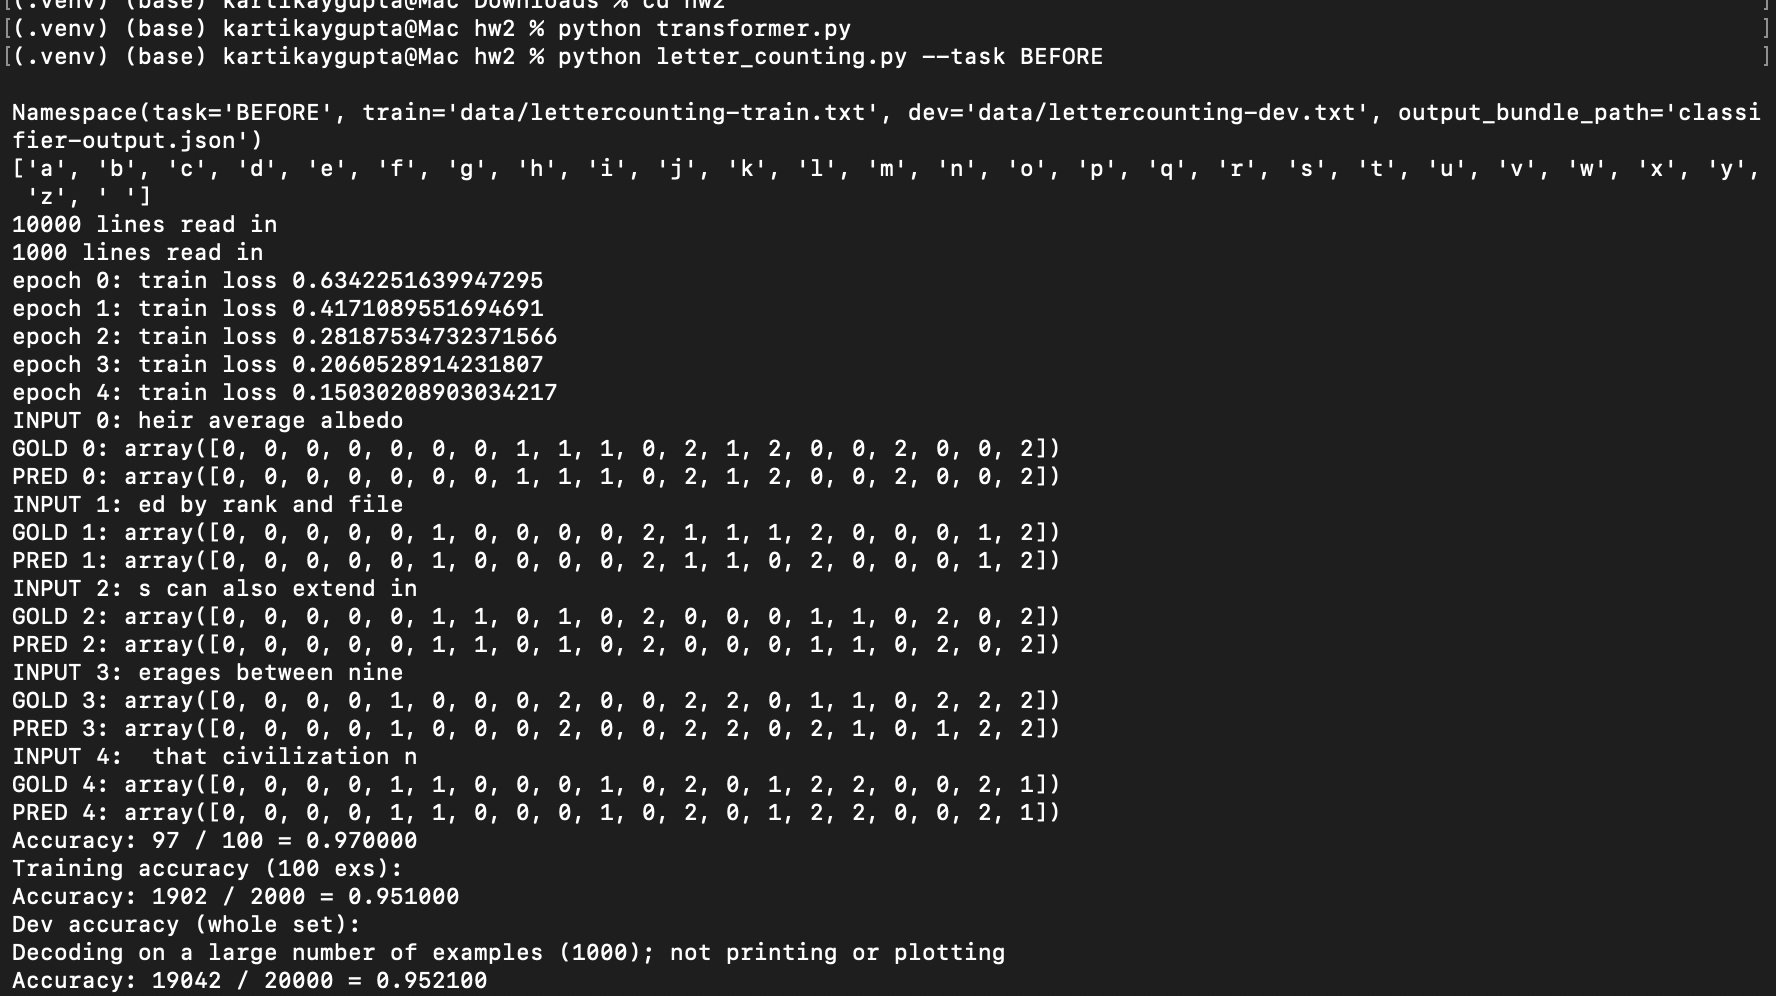 [(.venv) (base) kartikaygupta@Mac Downloads % cd hw2 ]
[(.venv) (base) kartikaygupta@Mac hw2 % python transformer.py ]
[(.venv) (base) kartikaygupta@Mac hw2 % python letter_counting.py --task BEFORE ]
Namespace(task='BEFORE', train='data/lettercounting-train.txt', dev='data/lettercounting-dev.txt', output_bundle_path='classi
fier-output.json')
['a', 'b', 'c', 'd', 'e', 'f', 'g', 'h', 'i', 'j', 'k', 'l', 'm', 'n', 'o', 'p', 'q', 'r', 's', 't', 'u', 'v', 'w', 'x', 'y',
 'z', ' ']
10000 lines read in
1000 lines read in
epoch 0: train loss 0.6342251639947295
epoch 1: train loss 0.4171089551694691
epoch 2: train loss 0.28187534732371566
epoch 3: train loss 0.2060528914231807
epoch 4: train loss 0.15030208903034217
INPUT 0: heir average albedo
GOLD 0: array([0, 0, 0, 0, 0, 0, 0, 1, 1, 1, 0, 2, 1, 2, 0, 0, 2, 0, 0, 2])
PRED 0: array([0, 0, 0, 0, 0, 0, 0, 1, 1, 1, 0, 2, 1, 2, 0, 0, 2, 0, 0, 2])
INPUT 1: ed by rank and file
GOLD 1: array([0, 0, 0, 0, 0, 1, 0, 0, 0, 0, 2, 1, 1, 1, 2, 0, 0, 0, 1, 2])
PRED 1: array([0, 0, 0, 0, 0, 1, 0, 0, 0, 0, 2, 1, 1, 0, 2, 0, 0, 0, 1, 2])
INPUT 2: s can also extend in
GOLD 2: array([0, 0, 0, 0, 0, 1, 1, 0, 1, 0, 2, 0, 0, 0, 1, 1, 0, 2, 0, 2])
PRED 2: array([0, 0, 0, 0, 0, 1, 1, 0, 1, 0, 2, 0, 0, 0, 1, 1, 0, 2, 0, 2])
INPUT 3: erages between nine
GOLD 3: array([0, 0, 0, 0, 1, 0, 0, 0, 2, 0, 0, 2, 2, 0, 1, 1, 0, 2, 2, 2])
PRED 3: array([0, 0, 0, 0, 1, 0, 0, 0, 2, 0, 0, 2, 2, 0, 2, 1, 0, 1, 2, 2])
INPUT 4:  that civilization n
GOLD 4: array([0, 0, 0, 0, 1, 1, 0, 0, 0, 1, 0, 2, 0, 1, 2, 2, 0, 0, 2, 1])
PRED 4: array([0, 0, 0, 0, 1, 1, 0, 0, 0, 1, 0, 2, 0, 1, 2, 2, 0, 0, 2, 1])
Accuracy: 97 / 100 = 0.970000
Training accuracy (100 exs):
Accuracy: 1902 / 2000 = 0.951000
Dev accuracy (whole set):
Decoding on a large number of examples (1000); not printing or plotting
Accuracy: 19042 / 20000 = 0.952100